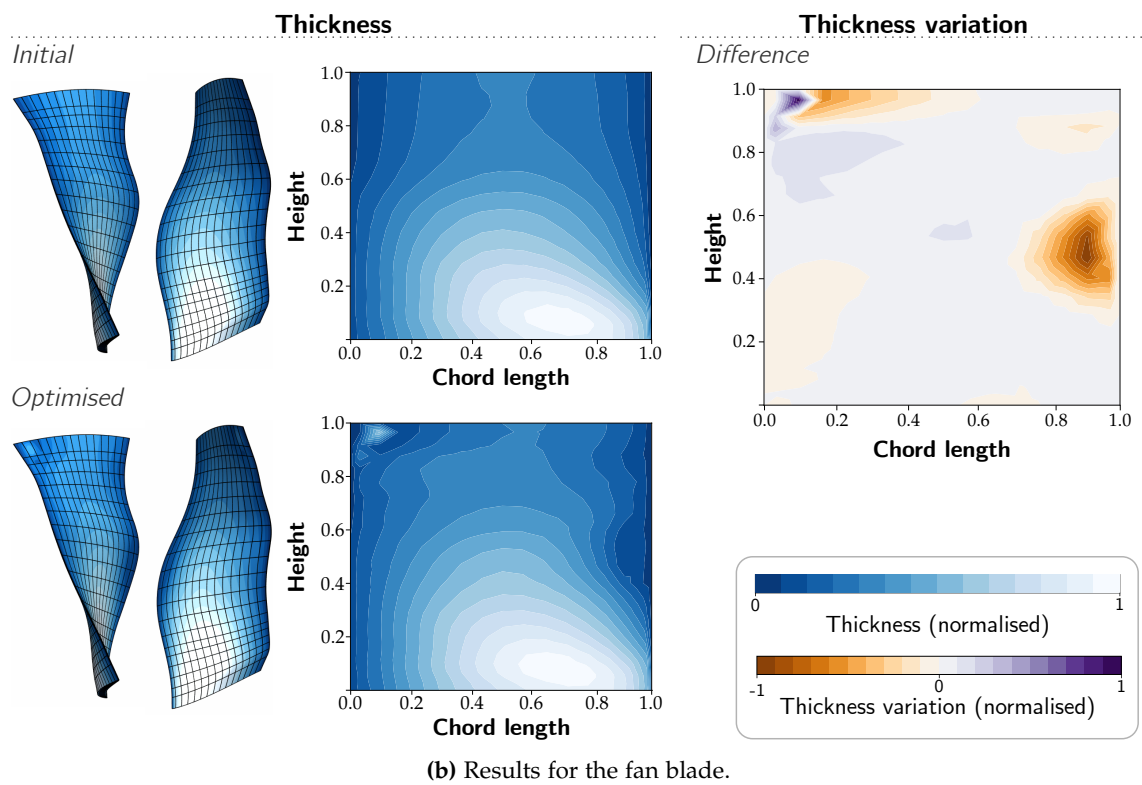 Thickness
Thickness variation
Initial
Difference
1.0
0.8
0.6
0.4
0.2
Height
0.0 0.2 0.4 0.6 0.8 1.0
Chord length
1.0
0.8
0.6
0.4
0.2
Height
0.0 0.2 0.4 0.6 0.8 1.0
Chord length
Optimised
1.0
0.8
0.6
0.4
0.2
Height
0.0 0.2 0.4 0.6 0.8 1.0
Chord length
0 1
Thickness (normalised)
-1 0 1
Thickness variation (normalised)
(b) Results for the fan blade.